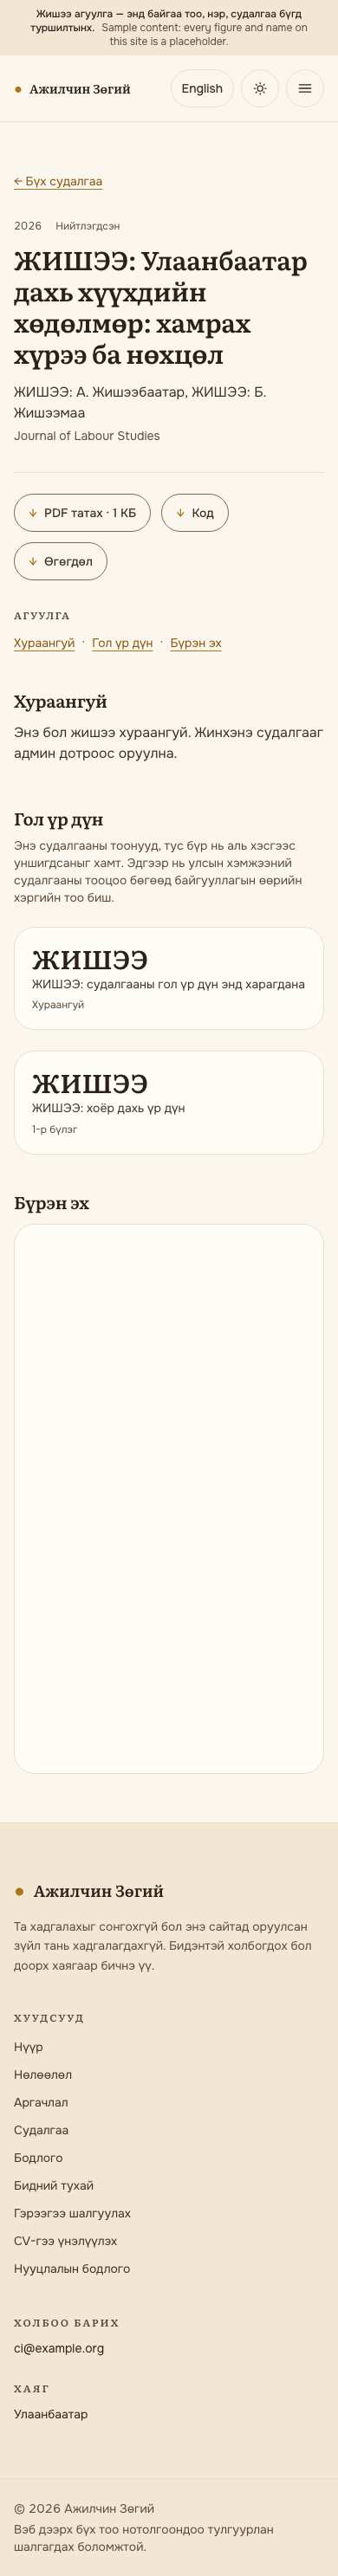 Жишээ агуулга — энд байгаа тоо, нэр, судалгаа бүгд
туршилтынх. Sample content: every figure and name on
this site is a placeholder.
Ажилчин Зөгий
English
← Бүх судалгаа
2026 Нийтлэгдсэн
ЖИШЭЭ: Улаанбаатар
дахь хүүхдийн
хөдөлмөр: хамрах
хүрээ ба нөхцөл
ЖИШЭЭ: А. Жишээбаатар, ЖИШЭЭ: Б.
Жишээмаа
Journal of Labour Studies
↓ PDF татах · 1 КБ
↓ Код
↓ Өгөгдөл
АГУУЛГА
Хураангуй · Гол үр дүн · Бүрэн эх
Хураангуй
Энэ бол жишээ хураангуй. Жинхэнэ судалгааг
админ дотроос оруулна.
Гол үр дүн
Энэ судалгааны тоонууд, тус бүр нь аль хэсгээс
уншигдсаныг хамт. Эдгээр нь улсын хэмжээний
судалгааны тооцоо бөгөөд байгууллагын өөрийн
хэргийн тоо биш.
ЖИШЭЭ
ЖИШЭЭ: судалгааны гол үр дүн энд харагдана
Хураангуй
ЖИШЭЭ
ЖИШЭЭ: хоёр дахь үр дүн
1-р бүлэг
Бүрэн эх
Ажилчин Зөгий
Та хадгалахыг сонгохгүй бол энэ сайтад оруулсан
зүйл тань хадгалагдахгүй. Бидэнтэй холбогдох бол
доорх хаягаар бичнэ үү.
ХУУДСУУД
Нүүр
Нөлөөлөл
Аргачлал
Судалгаа
Бодлого
Бидний тухай
Гэрээгээ шалгуулах
CV-гээ үнэлүүлэх
Нууцлалын бодлого
ХОЛБОО БАРИХ
ci@example.org
ХАЯГ
Улаанбаатар
© 2026 Ажилчин Зөгий
Вэб дээрх бүх тоо нотолгоондоо тулгуурлан
шалгагдах боломжтой.